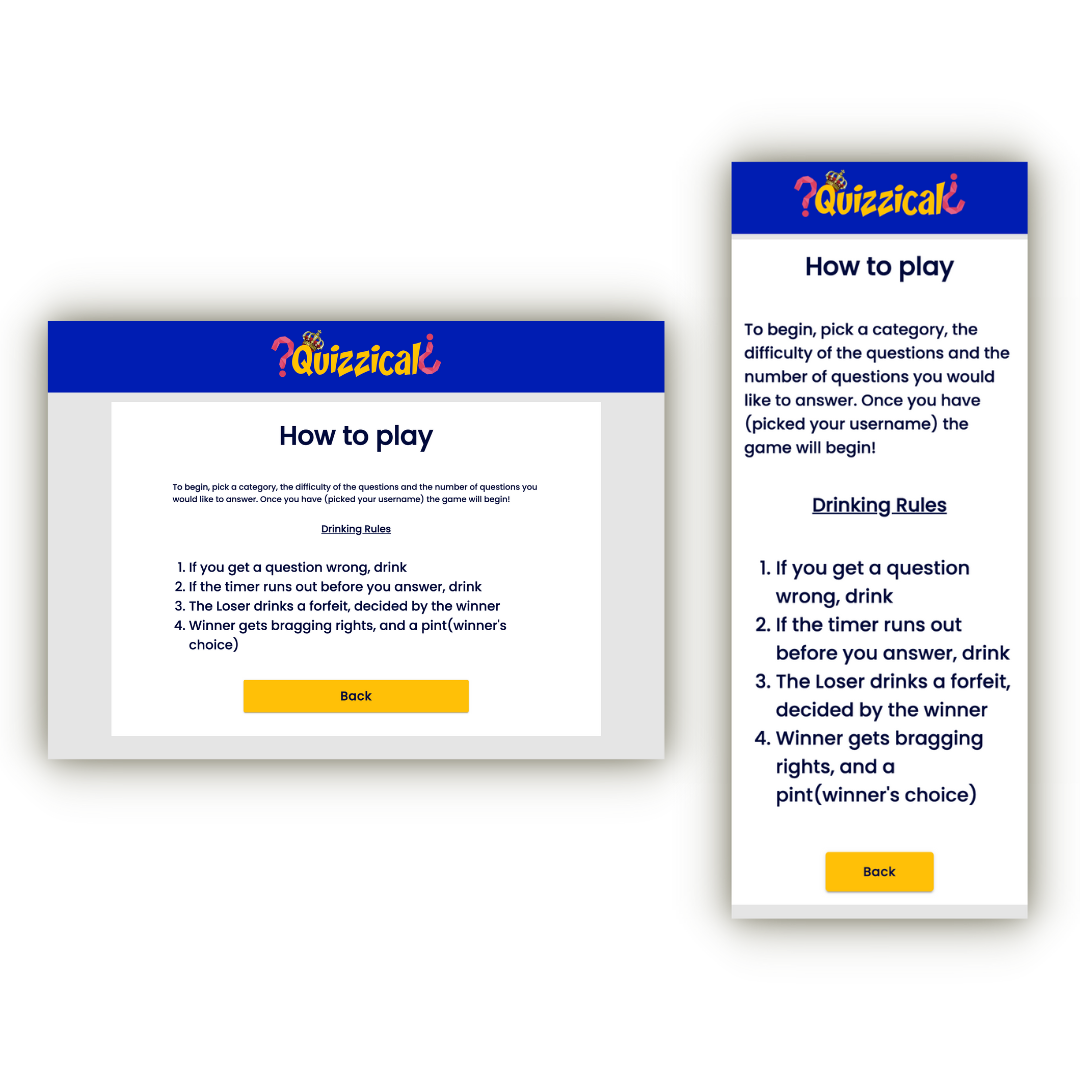 ?Quizzical¿
How to play
To begin, pick a category, the difficulty of the questions and the number of questions you
would like to answer. Once you have (picked your username) the game will begin!
Drinking Rules
1. If you get a question wrong, drink
2. If the timer runs out before you answer, drink
3. The Loser drinks a forfeit, decided by the winner
4. Winner gets bragging rights, and a pint(winner's
choice)
Back
?Quizzical¿
How to play
To begin, pick a category, the
difficulty of the questions and the
number of questions you would
like to answer. Once you have
(picked your username) the
game will begin!
Drinking Rules
1. If you get a question
wrong, drink
2. If the timer runs out
before you answer, drink
3. The Loser drinks a forfeit,
decided by the winner
4. Winner gets bragging
rights, and a
pint(winner's choice)
Back